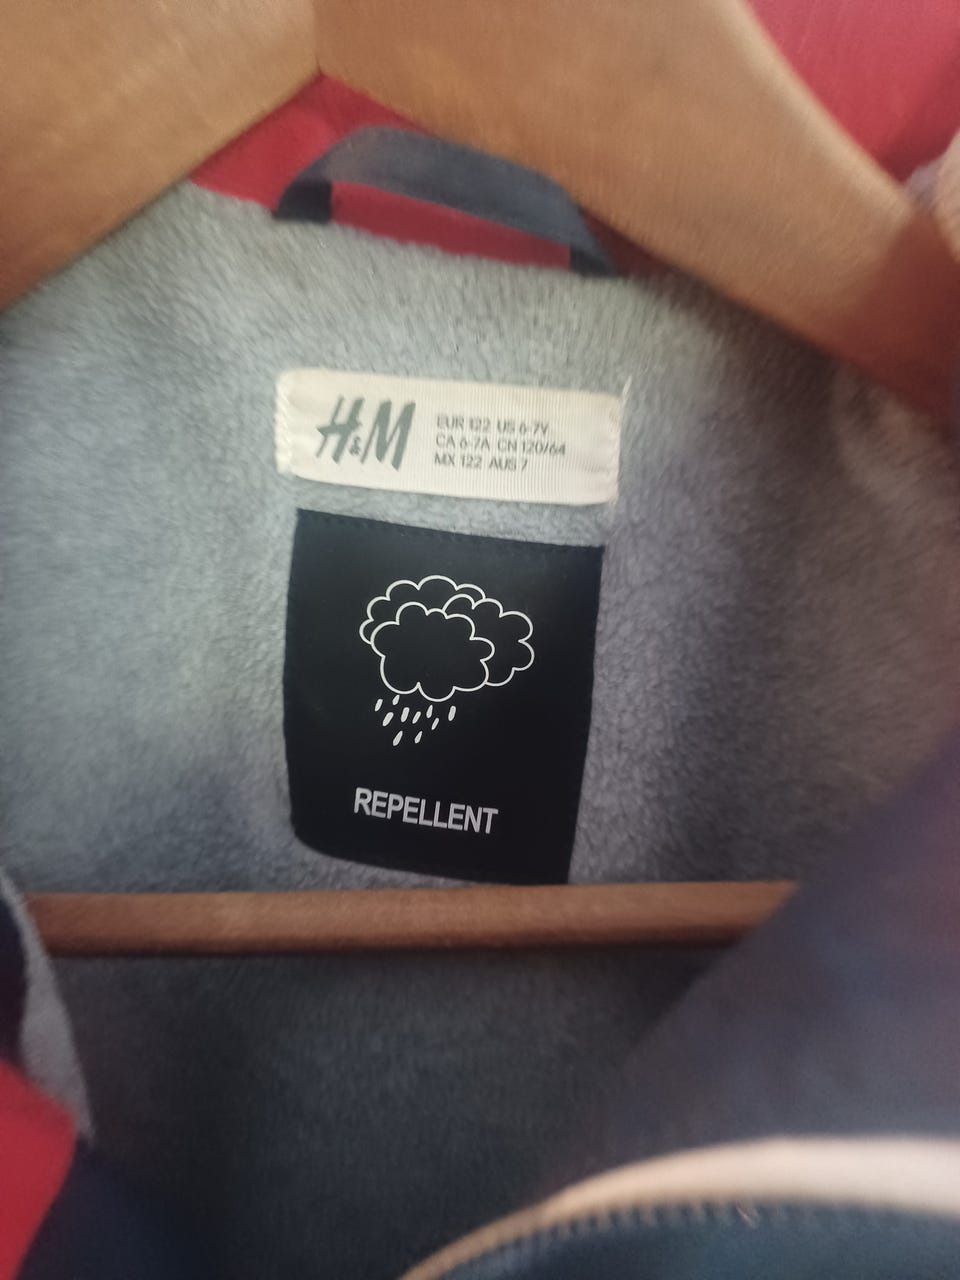 H&M
EUR 122 US 6-7Y
CA 6-7A CN 120/64
MX 122 AUS 7
REPELLENT